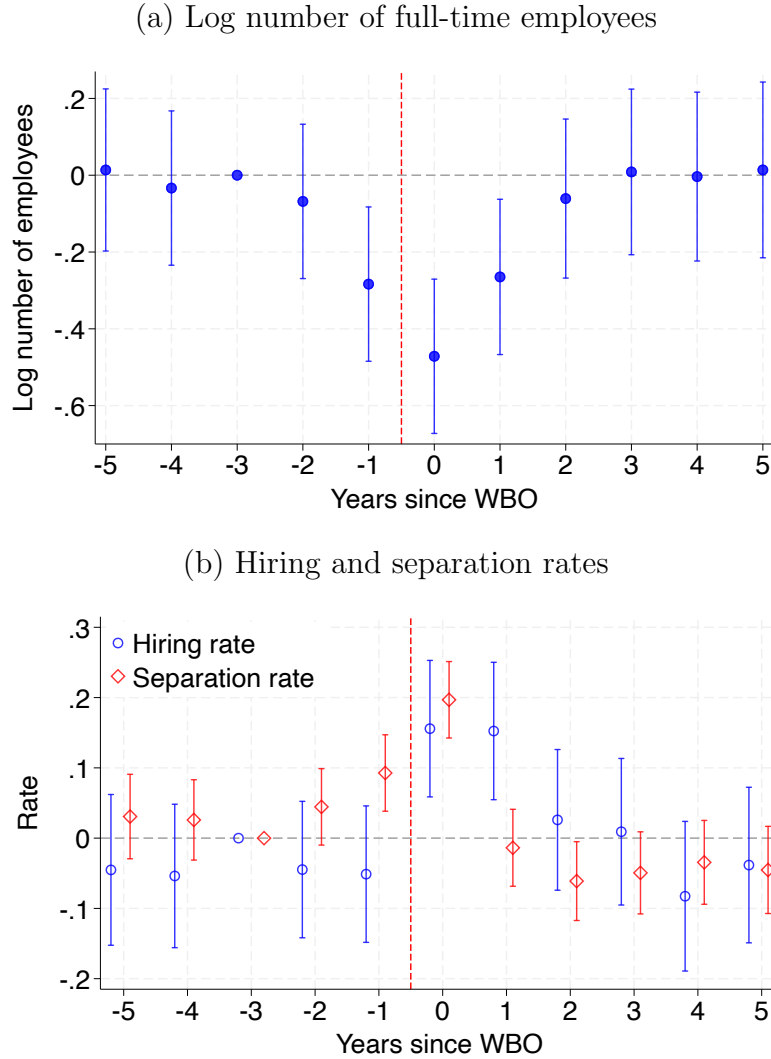 (a) Log number of full-time employees
.2
0
-.2
-.4
-.6
Log number of employees
-5 -4 -3 -2 -1 0 1 2 3 4 5
Years since WBO
(b) Hiring and separation rates
Hiring rate
Separation rate
.3
.2
.1
0
-.1
-.2
Rate
-5 -4 -3 -2 -1 0 1 2 3 4 5
Years since WBO